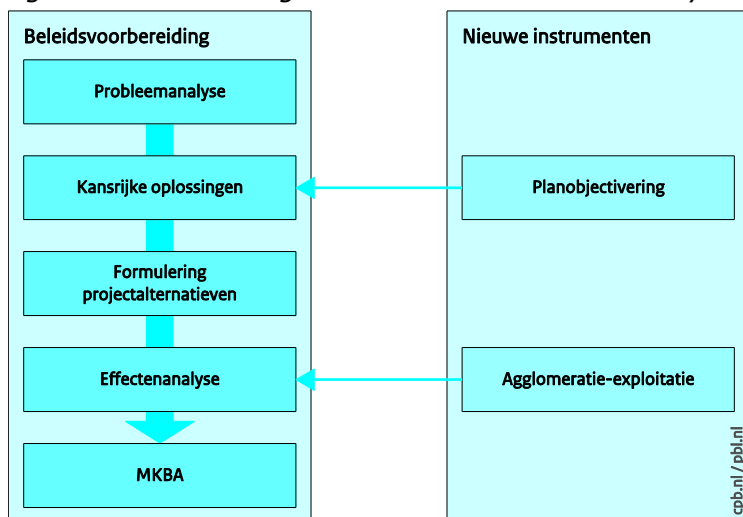 Beleidsvoorbereiding
Probleemanalyse
Kansrijke oplossingen
Formulering
projectalternatieven
Effectenanalyse
MKBA
Nieuwe instrumenten
Planobjectivering
Agglomeratie-exploitatie
cpb.nl / pbl.nl